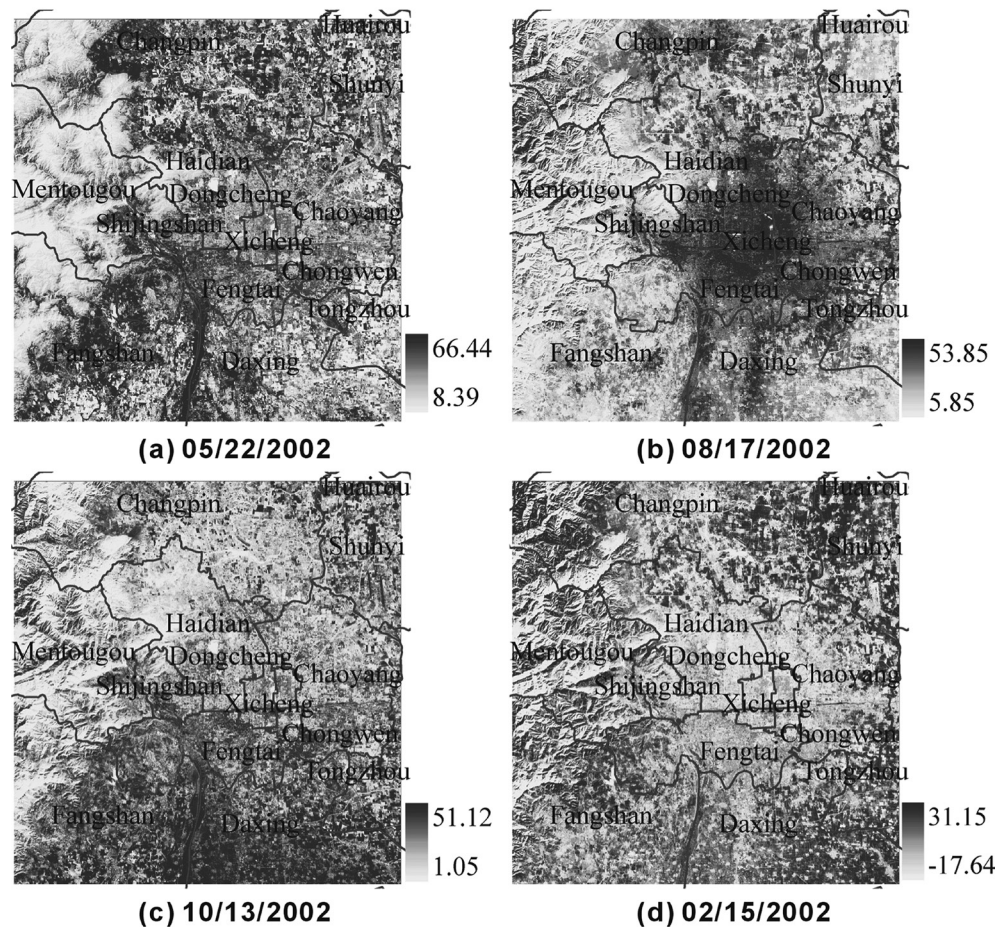 Huairou
Changpin
Shunyi
Haidian
Mentougou
Dongcheng
Shijingshan
Chaoyang
Xicheng
Chongwen
Fengtai
Tongzhou
Fangshan
Daxing
66.44
8.39
(a) 05/22/2002
Huairou
Changpin
Shunyi
Haidian
Mentougou
Dongcheng
Shijingshan
Chaoyang
Xicheng
Chongwen
Fengtai
Tongzhou
Fangshan
Daxing
53.85
5.85
(b) 08/17/2002
Huairou
Changpin
Shunyi
Haidian
Mentougou
Dongcheng
Shijingshan
Chaoyang
Xicheng
Chongwen
Fengtai
Tongzhou
Fangshan
Daxing
51.12
1.05
(c) 10/13/2002
Huairou
Changpin
Shunyi
Haidian
Mentougou
Dongcheng
Shijingshan
Chaoyang
Xicheng
Chongwen
Fengtai
Tongzhou
Fangshan
Daxing
31.15
-17.64
(d) 02/15/2002